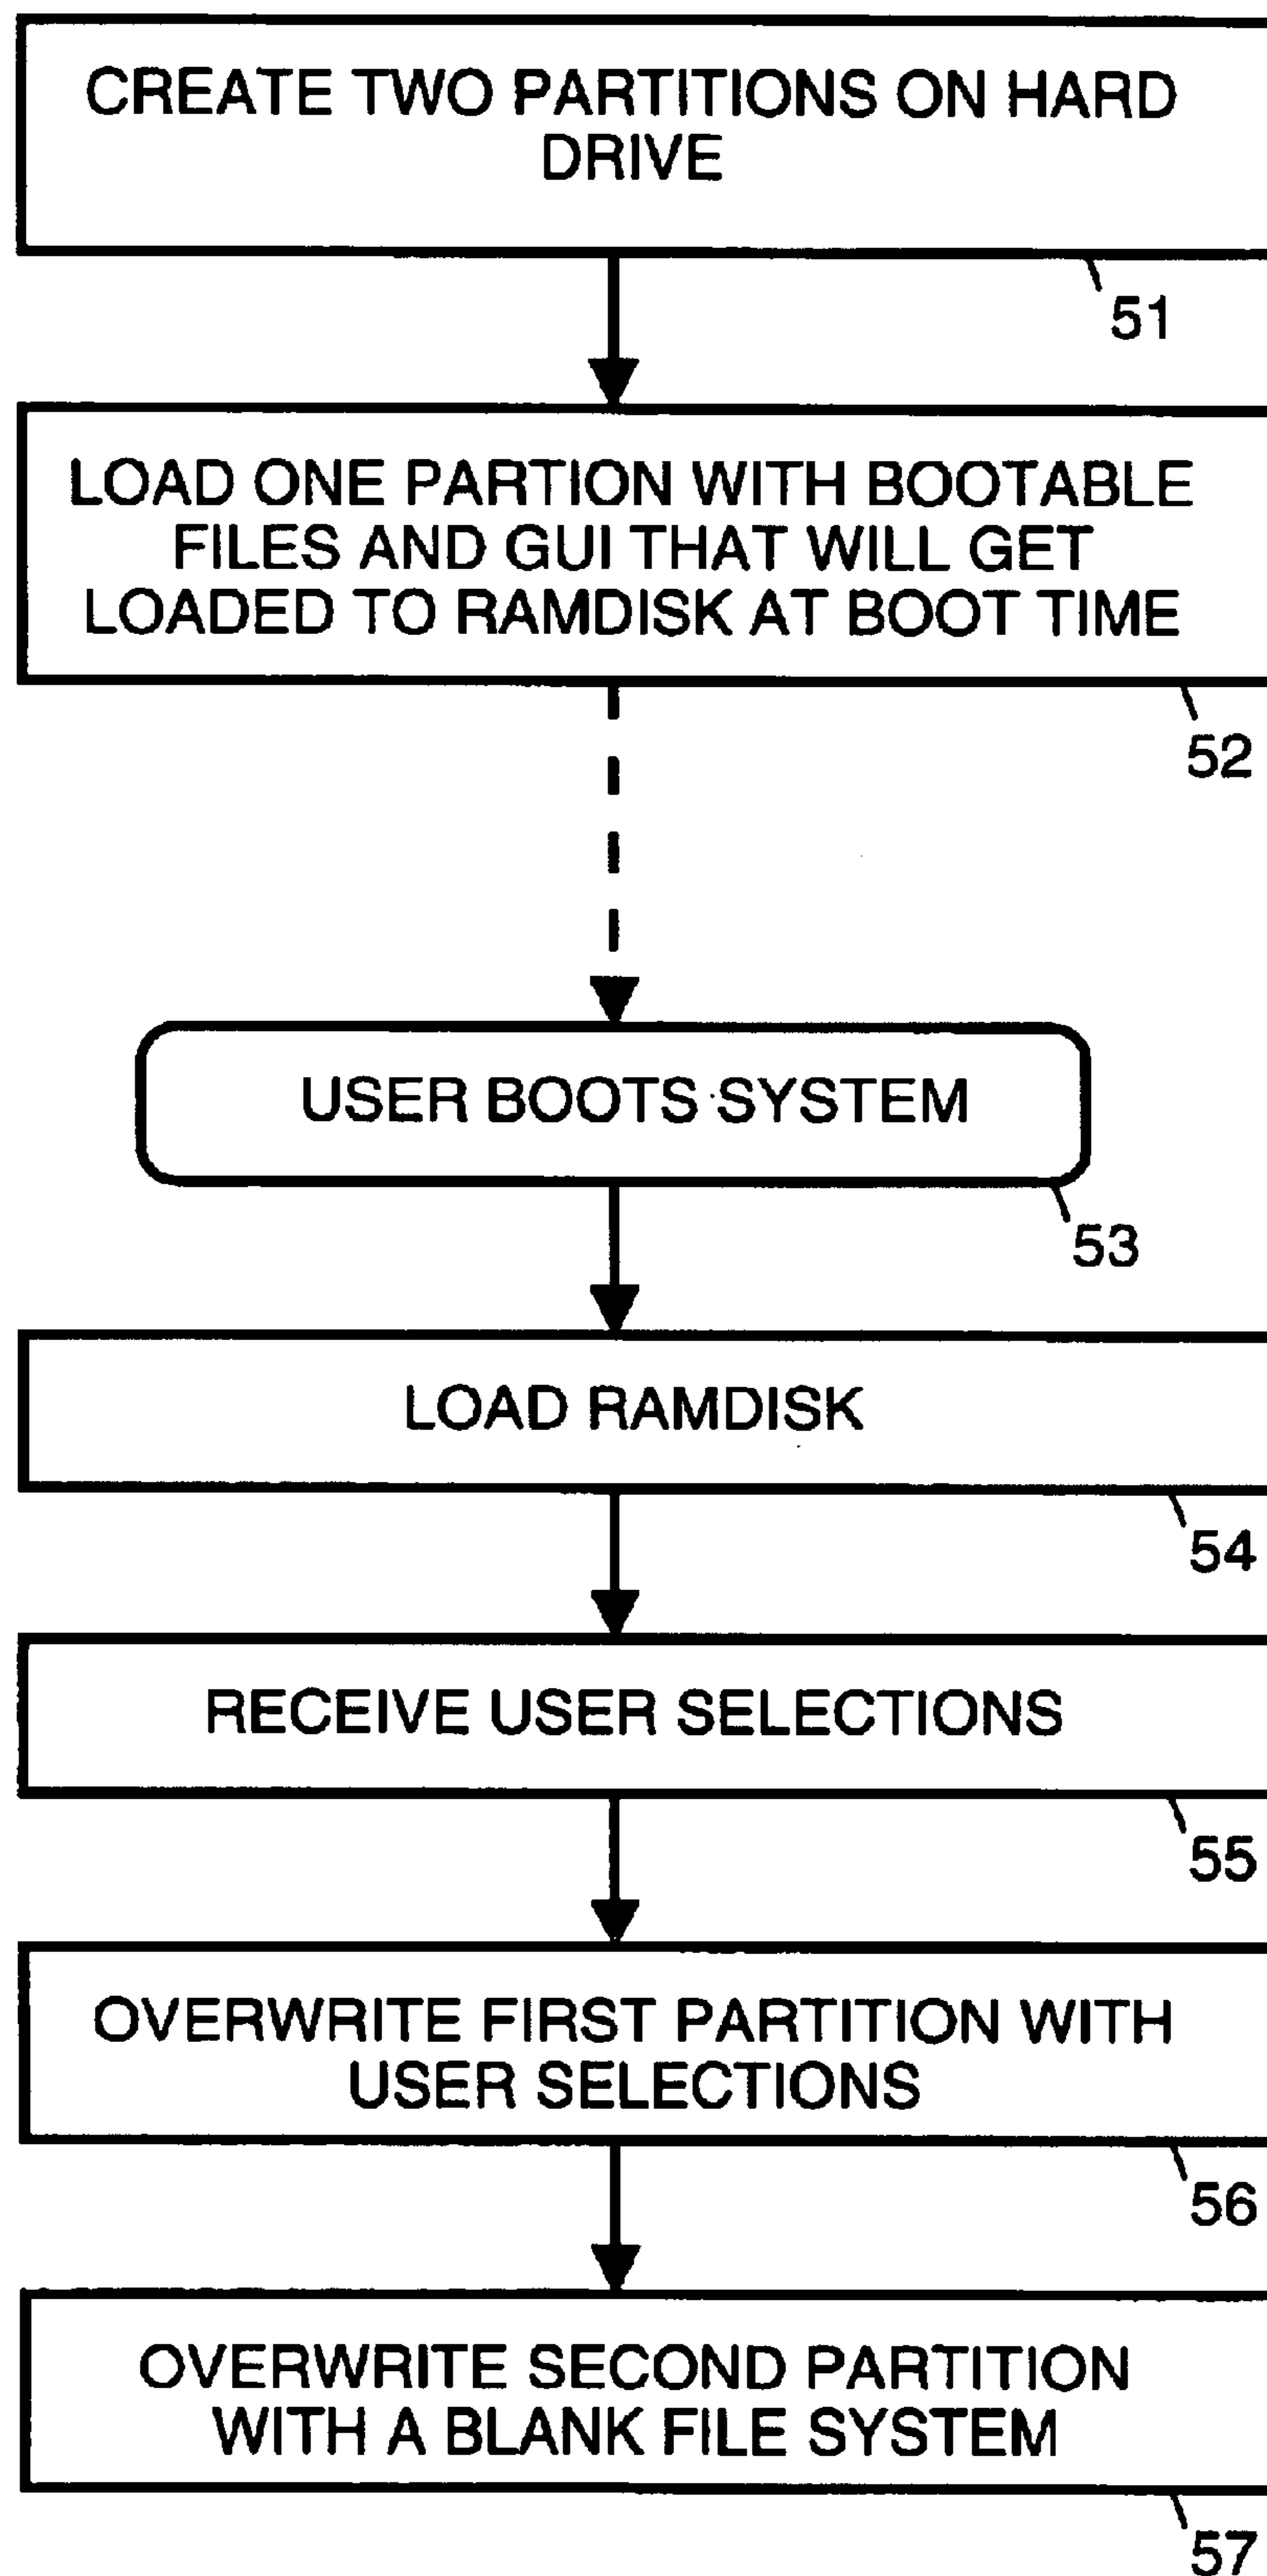 CREATE TWO PARTITIONS ON HARD
DRIVE
51
LOAD ONE PARTION WITH BOOTABLE
FILES AND GUI THAT WILL GET
LOADED TO RAMDISK AT BOOT TIME
52
USER BOOTS SYSTEM
53
LOAD RAMDISK
54
RECEIVE USER SELECTIONS
55
OVERWRITE FIRST PARTITION WITH
USER SELECTIONS
56
OVERWRITE SECOND PARTITION
WITH A BLANK FILE SYSTEM
57